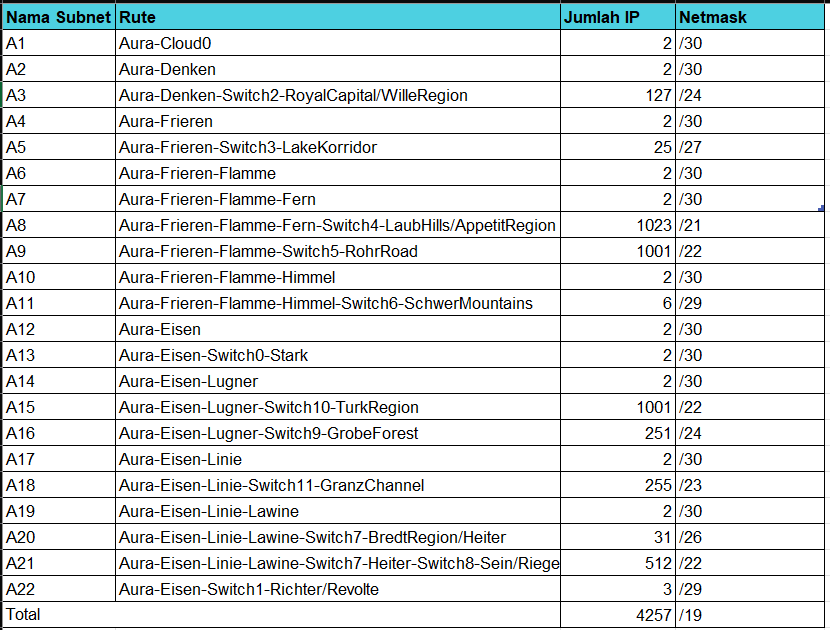 Nama Subnet Rute Jumlah IP Netmask
A1 Aura-Cloud0 2 /30
A2 Aura-Denken 2 /30
A3 Aura-Denken-Switch2-RoyalCapital/WilleRegion 127 /24
A4 Aura-Frieren 2 /30
A5 Aura-Frieren-Switch3-LakeKorridor 25 /27
A6 Aura-Frieren-Flamme 2 /30
A7 Aura-Frieren-Flamme-Fern 2 /30
A8 Aura-Frieren-Flamme-Fern-Switch4-LaubHills/AppetitRegion 1023 /21
A9 Aura-Frieren-Flamme-Switch5-RohrRoad 1001 /22
A10 Aura-Frieren-Flamme-Himmel 2 /30
A11 Aura-Frieren-Flamme-Himmel-Switch6-SchwerMountains 6 /29
A12 Aura-Eisen 2 /30
A13 Aura-Eisen-Switch0-Stark 2 /30
A14 Aura-Eisen-Lugner 2 /30
A15 Aura-Eisen-Lugner-Switch10-TurkRegion 1001 /22
A16 Aura-Eisen-Lugner-Switch9-GrobeForest 251 /24
A17 Aura-Eisen-Linie 2 /30
A18 Aura-Eisen-Linie-Switch11-GranzChannel 255 /23
A19 Aura-Eisen-Linie-Lawine 2 /30
A20 Aura-Eisen-Linie-Lawine-Switch7-BredtRegion/Heiter 31 /26
A21 Aura-Eisen-Linie-Lawine-Switch7-Heiter-Switch8-Sein/Riege 512 /22
A22 Aura-Eisen-Switch1-Richter/Revolte 3 /29
Total 4257 /19